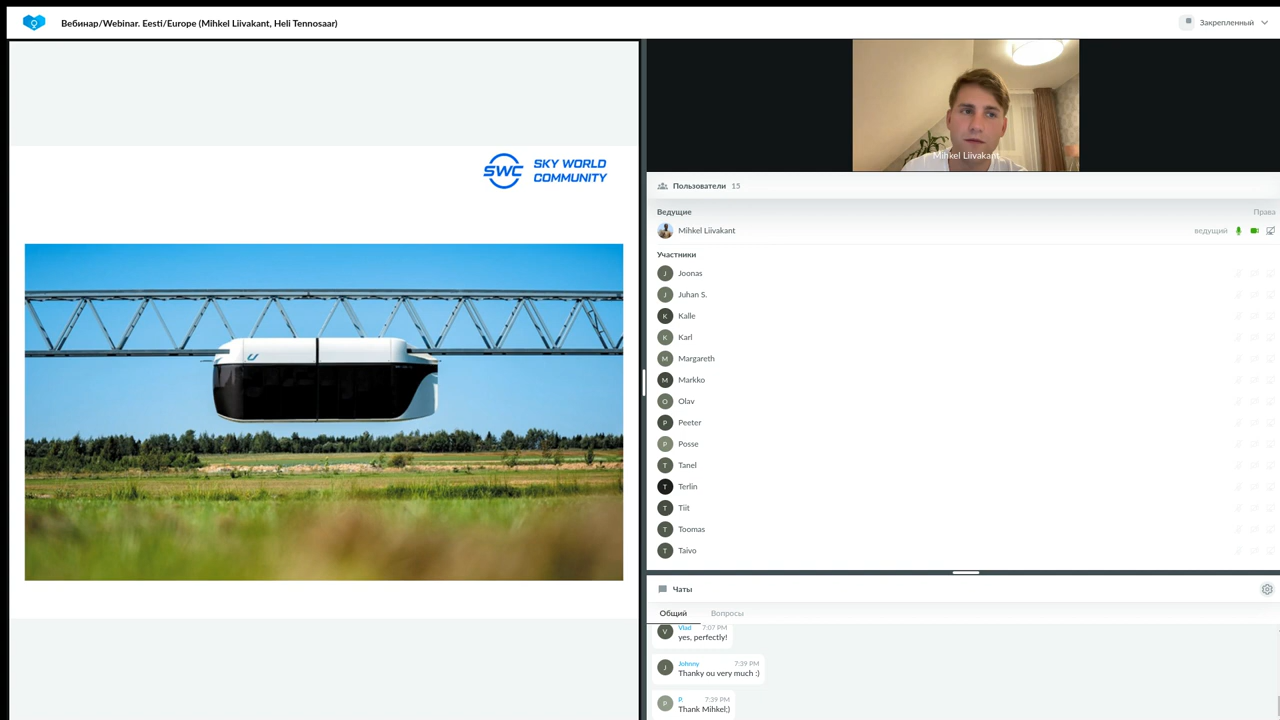 Вебинар/Webinar. Eesti/Europe (Mihkel Liivakant, Heli Tennosaar)
Закрепленный
SWC SKY WORLD
COMMUNITY
Mihkel Liivakant
Пользователи 15
Ведущие Права
Mihkel Liivakant ведущий
Участники
J Joonas
J Juhan S.
K Kalle
K Karl
M Margareth
M Markko
O Olav
P Peeter
P Posse
T Tanel
T Terlin
T Tiit
T Toomas
T Taivo
Чаты
Общий Вопросы
V Vlad 7:07 PM
yes, perfectly!
J Johnny 7:39 PM
Thanky ou very much :)
P P. 7:39 PM
Thank Mihkel;)